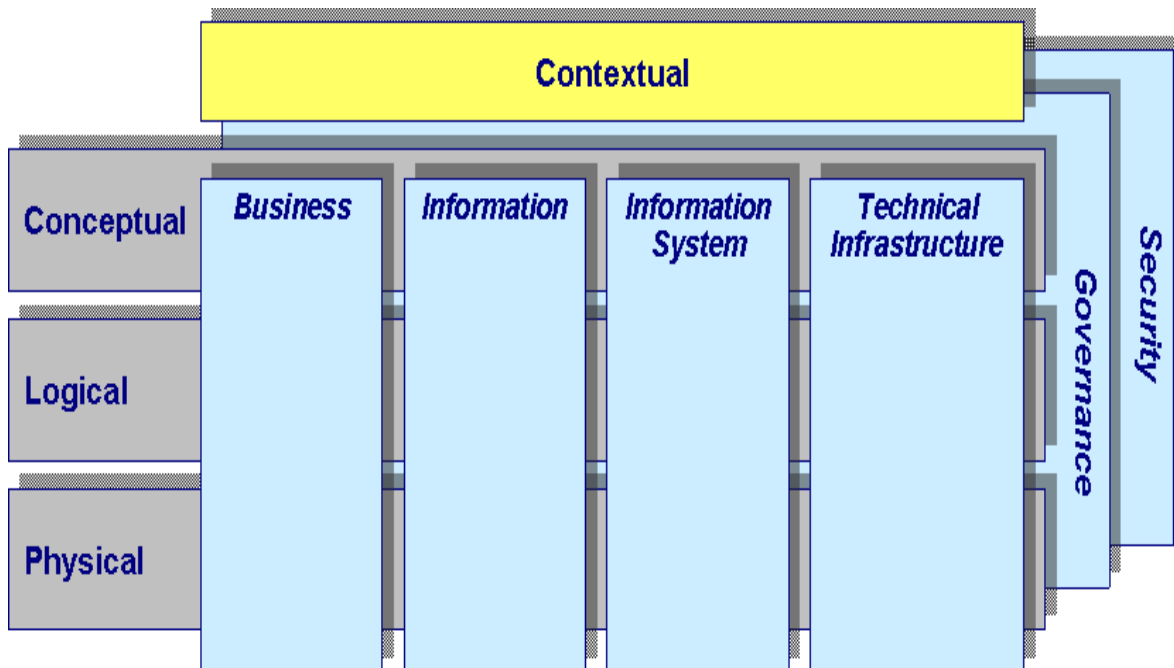 Contextual
Conceptual
Business
Information
Information
System
Technical
Infrastructure
Logical
Physical
Governance
Security